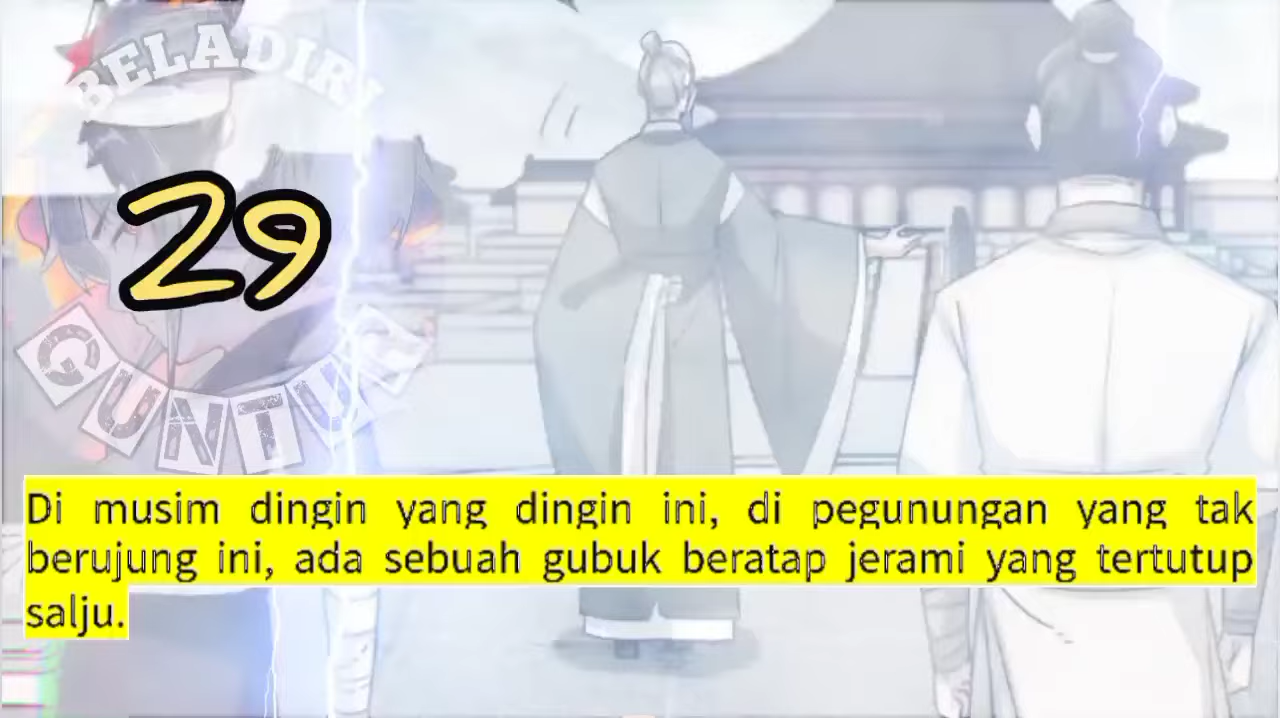 BELADIRI
29
GUNTUR
Di musim dingin yang dingin ini, di pegunungan yang tak
berujung ini, ada sebuah gubuk beratap jerami yang tertutup
salju.